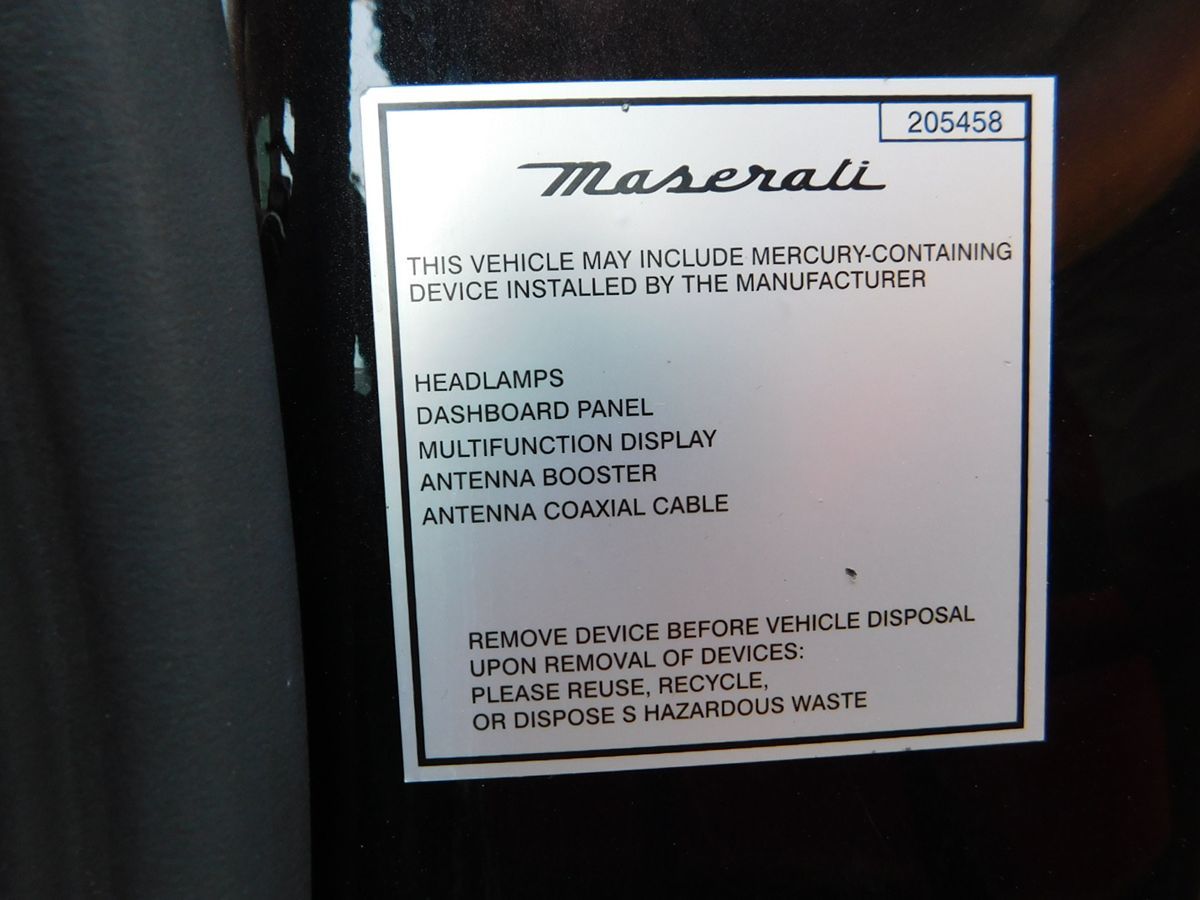 205458
Maserati
THIS VEHICLE MAY INCLUDE MERCURY-CONTAINING
DEVICE INSTALLED BY THE MANUFACTURER
HEADLAMPS
DASHBOARD PANEL
MULTIFUNCTION DISPLAY
ANTENNA BOOSTER
ANTENNA COAXIAL CABLE
REMOVE DEVICE BEFORE VEHICLE DISPOSAL
UPON REMOVAL OF DEVICES:
PLEASE REUSE, RECYCLE,
OR DISPOSE S HAZARDOUS WASTE